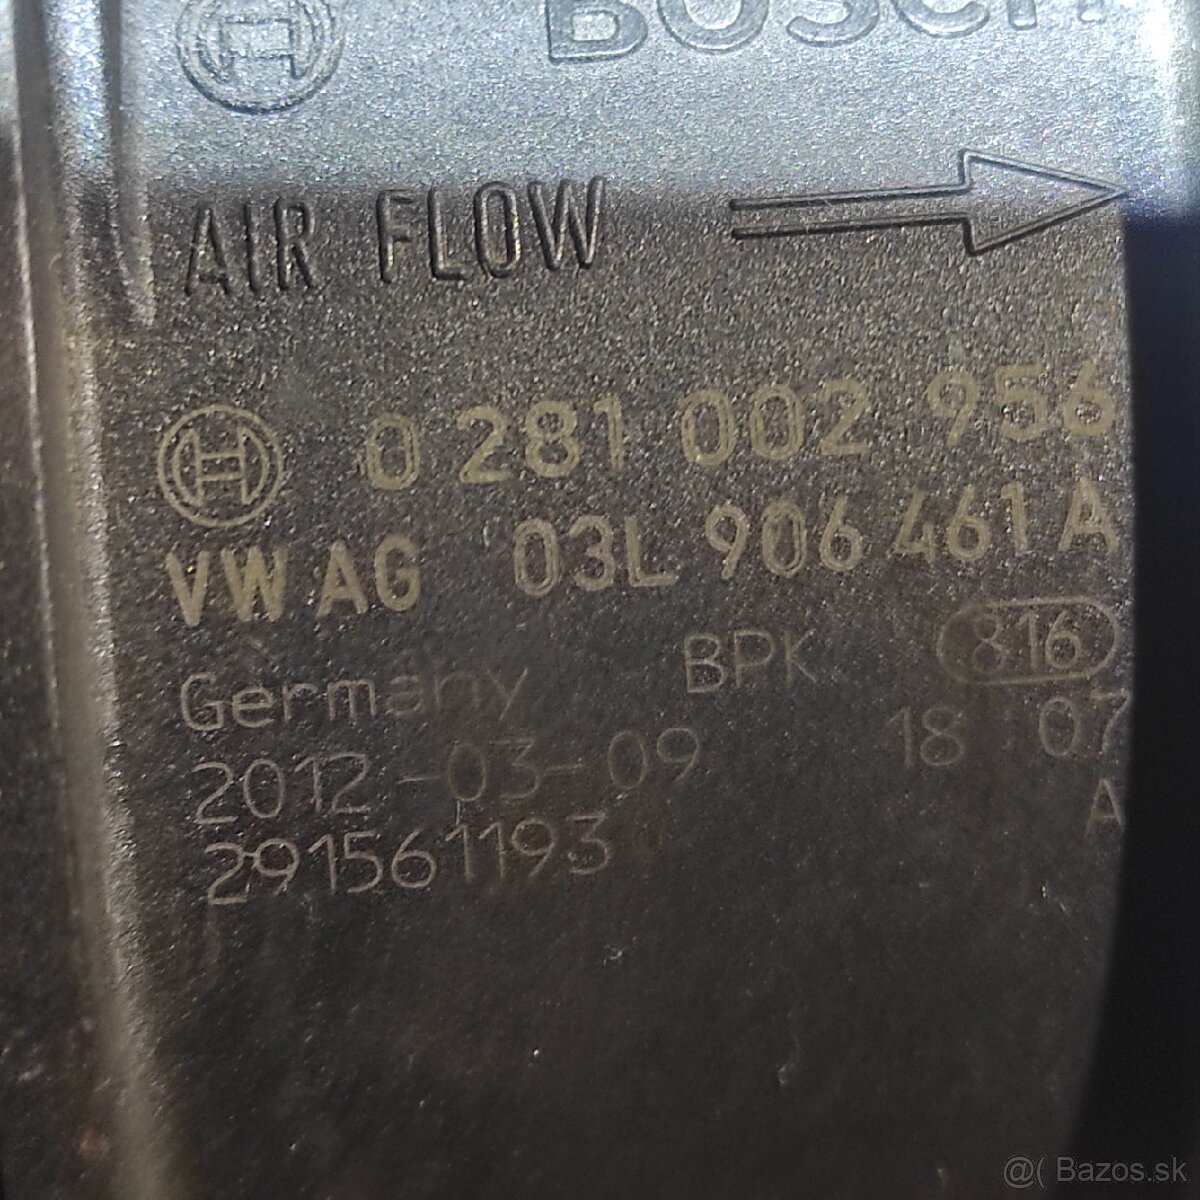 BOSCH
AIR FLOW
0 281 002 956
VW AG 03L 906 461 A
Germany BPK 816
2012-03-09 18 07
291561193 A
@( Bazos.sk